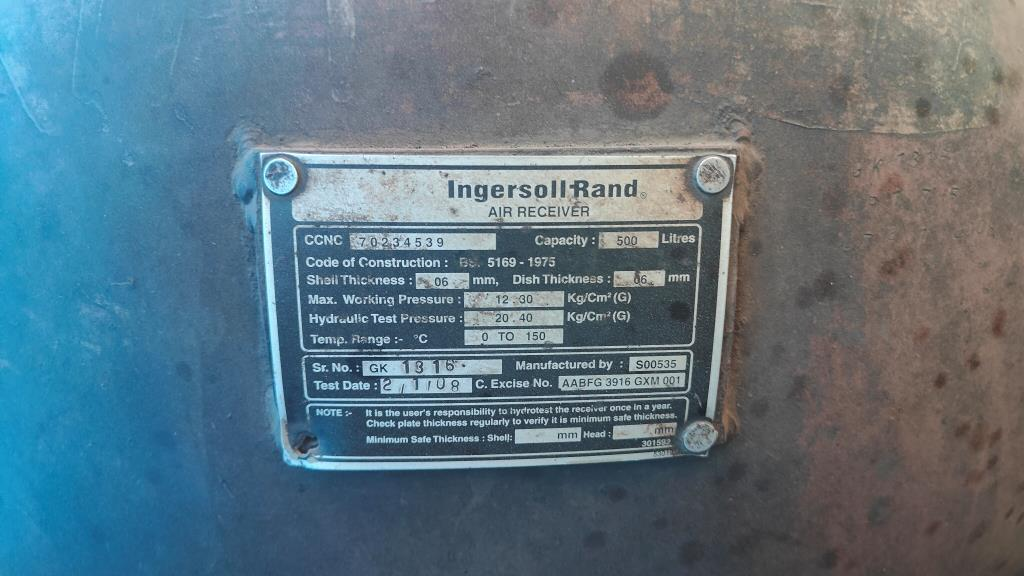 Ingersoll-Rand®
AIR RECEIVER
CCNC 70234539 Capacity : 500 Litres
Code of Construction : BS. 5169 - 1975
Shell Thickness : 06 mm, Dish Thickness : 06 mm
Max. Working Pressure : 12.30 Kg/Cm²(G)
Hydraulic Test Pressure : 20.40 Kg/Cm²(G)
Temp. Range :- °C 0 TO 150
Sr. No. : GK 1316 Manufactured by : S00535
Test Date : 2/1/08 C. Excise No. AABFG 3916 GXM 001
NOTE :- It is the user's responsibility to hydrotest the receiver once in a year.
Check plate thickness regularly to verify it is minimum safe thickness.
Minimum Safe Thickness : Shell: mm Head : mm
301592